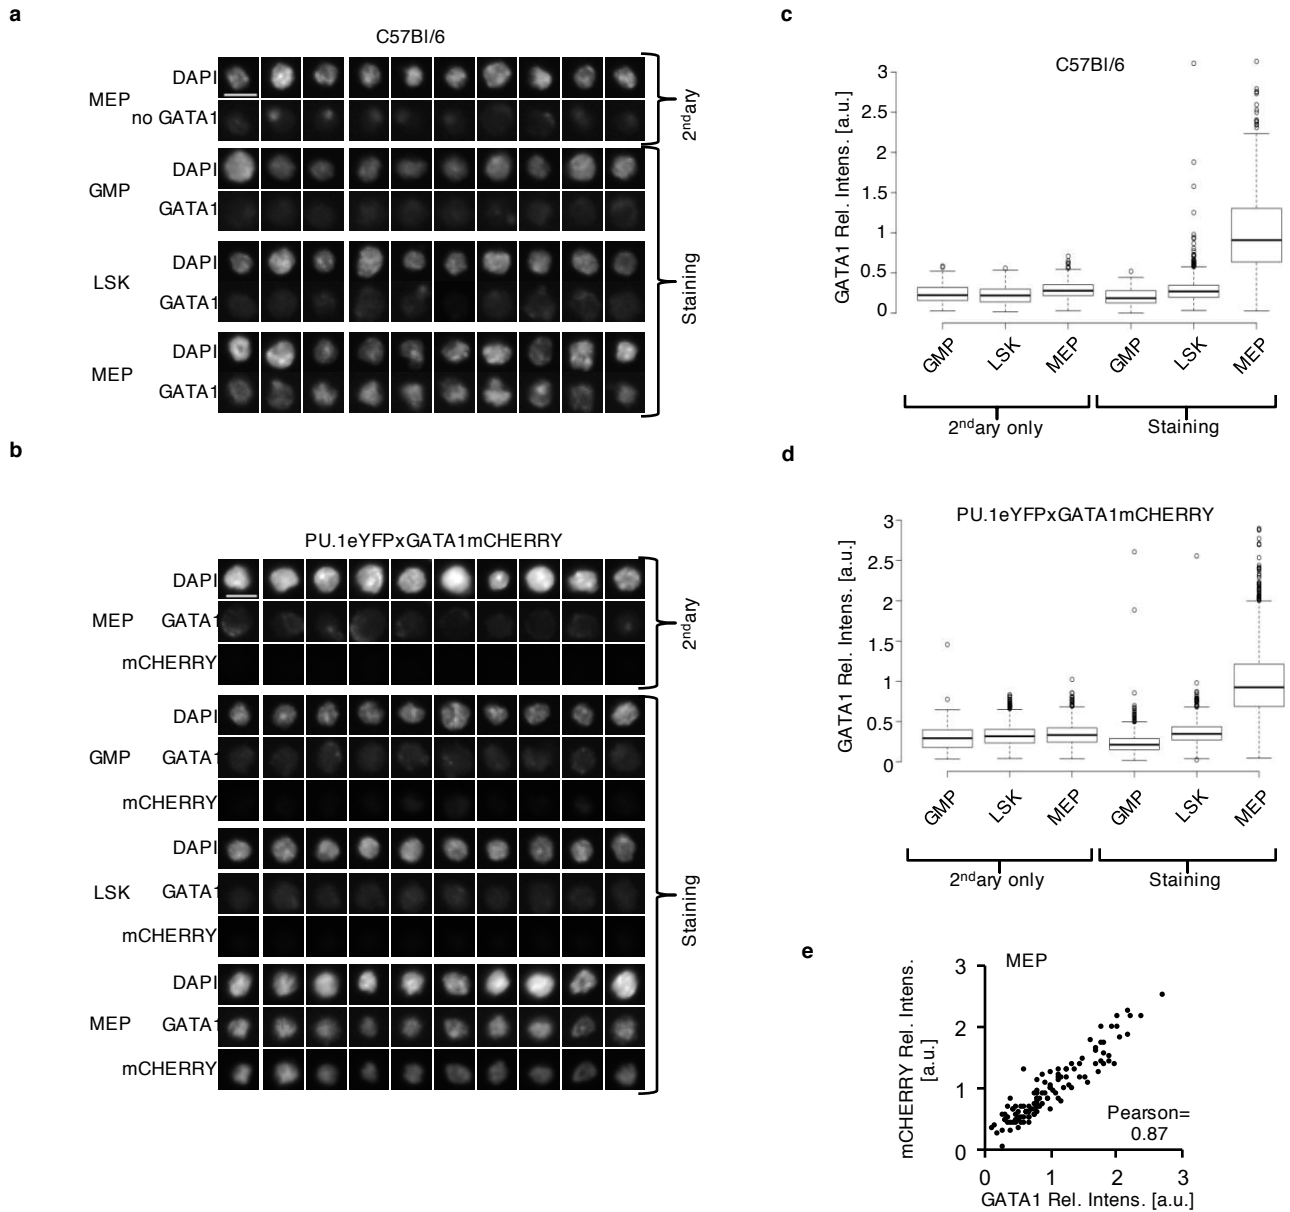 a
C57Bl/6
DAPI
MEP
no GATA1
2ndary
DAPI
GMP
GATA1
DAPI
LSK
GATA1
DAPI
MEP
GATA1
Staining
b
PU.1eYFPxGATA1mCHERRY
DAPI
MEP GATA1
mCHERRY
2ndary
DAPI
GMP GATA1
mCHERRY
DAPI
LSK GATA1
mCHERRY
DAPI
MEP GATA1
mCHERRY
Staining
c
C57Bl/6
GATA1 Rel. Intens. [a.u.]
3
2.5
2
1.5
1
0.5
0
GMP LSK MEP GMP LSK MEP
2ndary only Staining
d
PU.1eYFPxGATA1mCHERRY
GATA1 Rel. Intens. [a.u.]
3
2.5
2
1.5
1
0.5
0
GMP LSK MEP GMP LSK MEP
2ndary only Staining
e
MEP
mCHERRY Rel. Intens.
[a.u.]
3
2
1
0
Pearson=
0.87
0 1 2 3
GATA1 Rel. Intens. [a.u.]